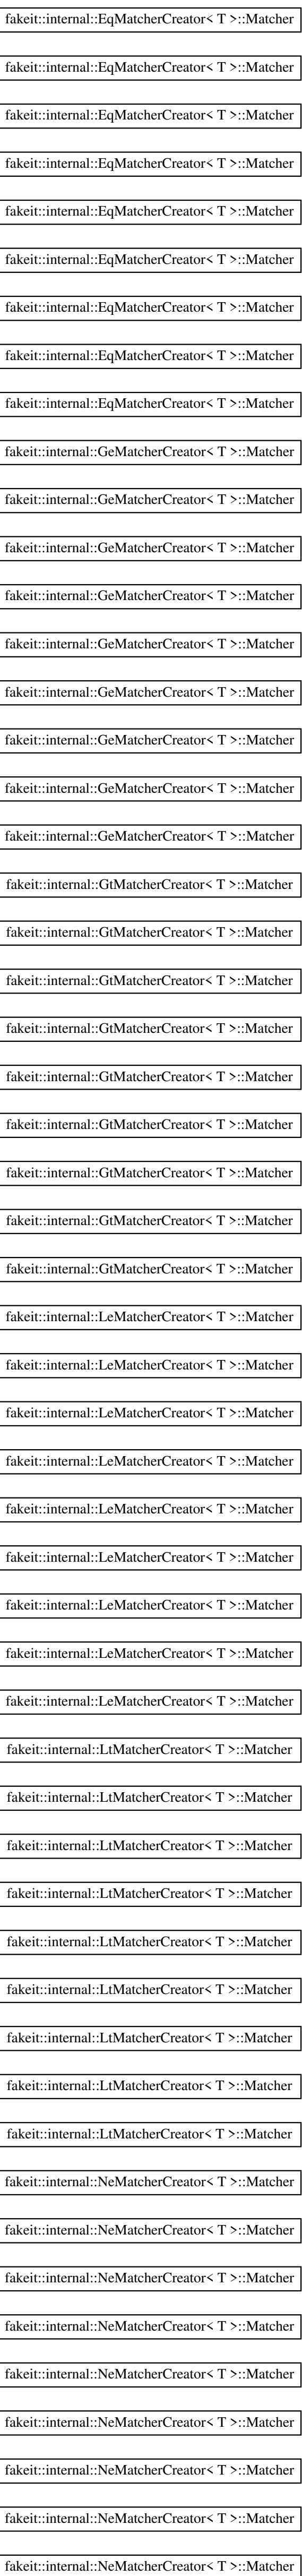 fakeit::internal::EqMatcherCreator< T >::Matcher
fakeit::internal::EqMatcherCreator< T >::Matcher
fakeit::internal::EqMatcherCreator< T >::Matcher
fakeit::internal::EqMatcherCreator< T >::Matcher
fakeit::internal::EqMatcherCreator< T >::Matcher
fakeit::internal::EqMatcherCreator< T >::Matcher
fakeit::internal::EqMatcherCreator< T >::Matcher
fakeit::internal::EqMatcherCreator< T >::Matcher
fakeit::internal::EqMatcherCreator< T >::Matcher
fakeit::internal::GeMatcherCreator< T >::Matcher
fakeit::internal::GeMatcherCreator< T >::Matcher
fakeit::internal::GeMatcherCreator< T >::Matcher
fakeit::internal::GeMatcherCreator< T >::Matcher
fakeit::internal::GeMatcherCreator< T >::Matcher
fakeit::internal::GeMatcherCreator< T >::Matcher
fakeit::internal::GeMatcherCreator< T >::Matcher
fakeit::internal::GeMatcherCreator< T >::Matcher
fakeit::internal::GeMatcherCreator< T >::Matcher
fakeit::internal::GtMatcherCreator< T >::Matcher
fakeit::internal::GtMatcherCreator< T >::Matcher
fakeit::internal::GtMatcherCreator< T >::Matcher
fakeit::internal::GtMatcherCreator< T >::Matcher
fakeit::internal::GtMatcherCreator< T >::Matcher
fakeit::internal::GtMatcherCreator< T >::Matcher
fakeit::internal::GtMatcherCreator< T >::Matcher
fakeit::internal::GtMatcherCreator< T >::Matcher
fakeit::internal::GtMatcherCreator< T >::Matcher
fakeit::internal::LeMatcherCreator< T >::Matcher
fakeit::internal::LeMatcherCreator< T >::Matcher
fakeit::internal::LeMatcherCreator< T >::Matcher
fakeit::internal::LeMatcherCreator< T >::Matcher
fakeit::internal::LeMatcherCreator< T >::Matcher
fakeit::internal::LeMatcherCreator< T >::Matcher
fakeit::internal::LeMatcherCreator< T >::Matcher
fakeit::internal::LeMatcherCreator< T >::Matcher
fakeit::internal::LeMatcherCreator< T >::Matcher
fakeit::internal::LtMatcherCreator< T >::Matcher
fakeit::internal::LtMatcherCreator< T >::Matcher
fakeit::internal::LtMatcherCreator< T >::Matcher
fakeit::internal::LtMatcherCreator< T >::Matcher
fakeit::internal::LtMatcherCreator< T >::Matcher
fakeit::internal::LtMatcherCreator< T >::Matcher
fakeit::internal::LtMatcherCreator< T >::Matcher
fakeit::internal::LtMatcherCreator< T >::Matcher
fakeit::internal::LtMatcherCreator< T >::Matcher
fakeit::internal::NeMatcherCreator< T >::Matcher
fakeit::internal::NeMatcherCreator< T >::Matcher
fakeit::internal::NeMatcherCreator< T >::Matcher
fakeit::internal::NeMatcherCreator< T >::Matcher
fakeit::internal::NeMatcherCreator< T >::Matcher
fakeit::internal::NeMatcherCreator< T >::Matcher
fakeit::internal::NeMatcherCreator< T >::Matcher
fakeit::internal::NeMatcherCreator< T >::Matcher
fakeit::internal::NeMatcherCreator< T >::Matcher